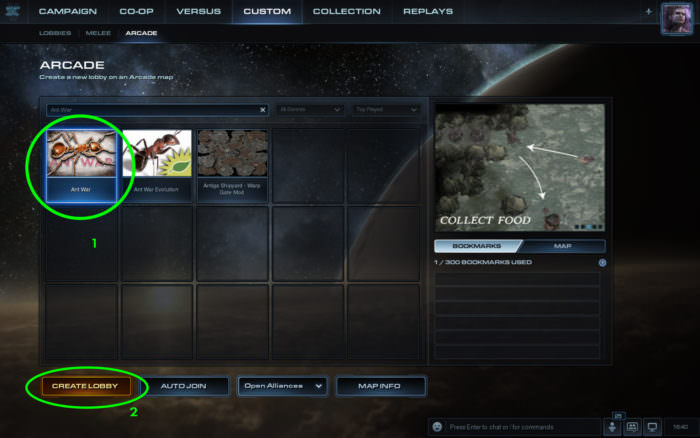 CAMPAIGN CO-OP VERSUS CUSTOM COLLECTION REPLAYS
LOBBIES MELEE ARCADE
ARCADE
Create a new lobby on an Arcade map
Ant War
All Genres
Top Played
Ant War
Ant War Evolution
Antiga Shipyard - Warp
Gate Mod
1
COLLECT FOOD
BOOKMARKS MAP
1 / 300 BOOKMARKS USED
CREATE LOBBY AUTO JOIN Open Alliances MAP INFO
2
Press Enter to chat or / for commands